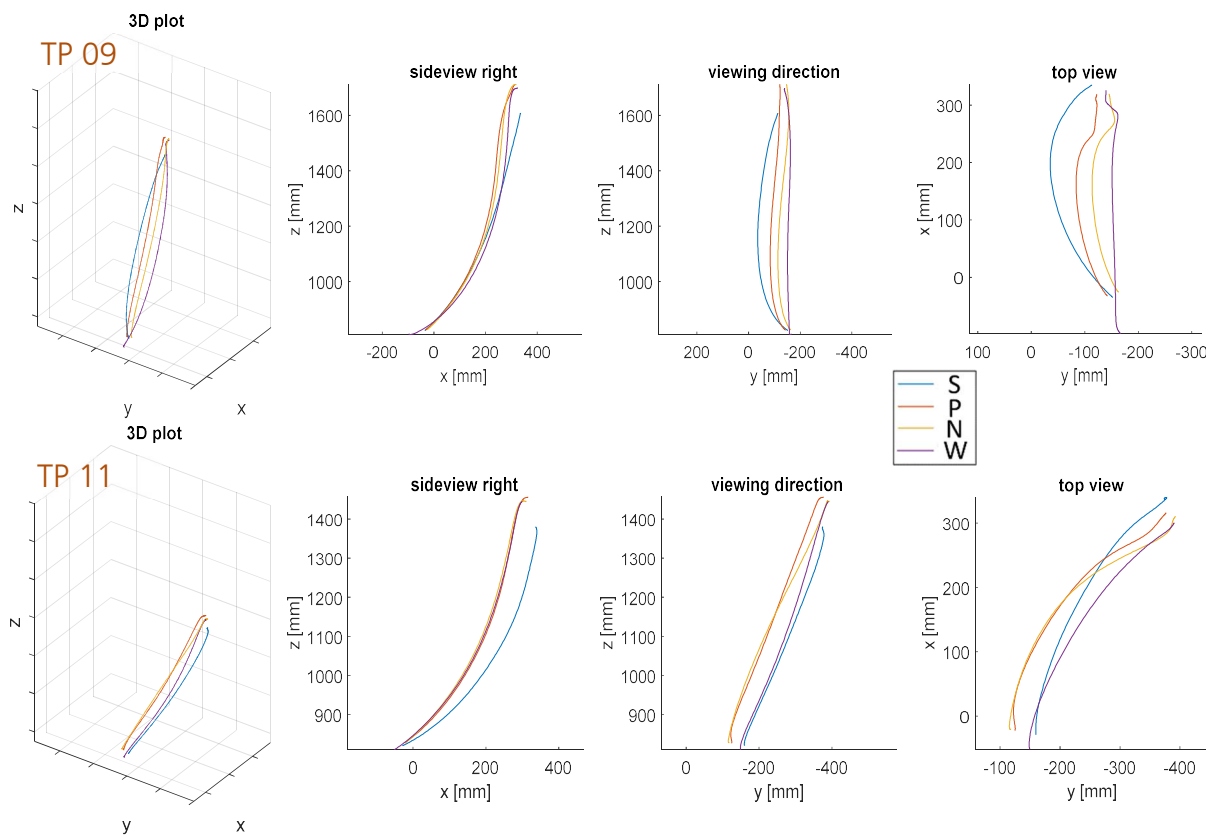 3D plot
TP 09
z
y
x
sideview right
1600
1400
1200
1000
z [mm]
-200 0 200 400
x [mm]
viewing direction
1600
1400
1200
1000
z [mm]
200 0 -200 -400
y [mm]
top view
300
200
100
0
x [mm]
100 0 -100 -200 -300
y [mm]
S
P
N
W
3D plot
TP 11
z
y
x
sideview right
1400
1300
1200
1100
1000
900
z [mm]
0 200 400
x [mm]
viewing direction
1400
1300
1200
1100
1000
900
z [mm]
0 -200 -400
y [mm]
top view
300
200
100
0
x [mm]
-100 -200 -300 -400
y [mm]